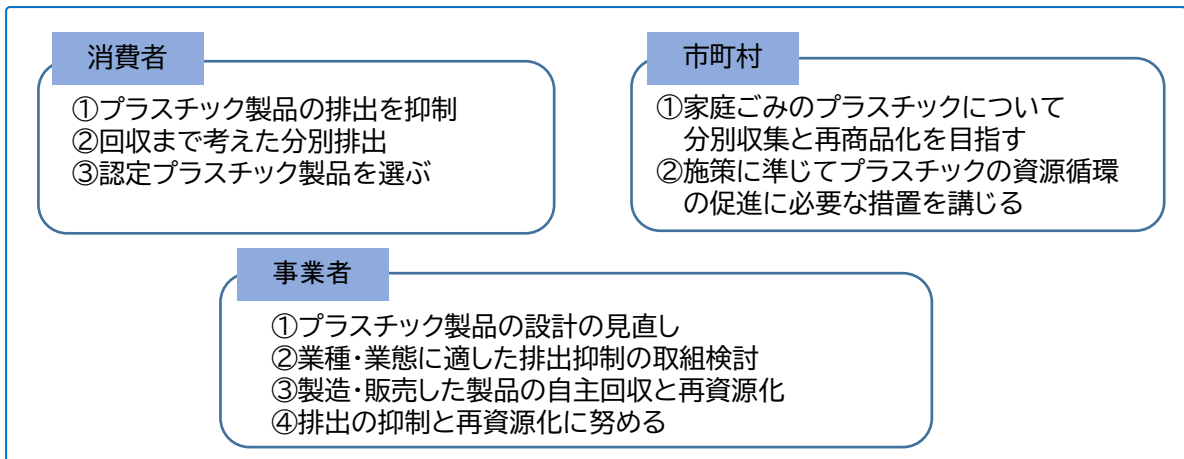 消費者
①プラスチック製品の排出を抑制
②回収まで考えた分別排出
③認定プラスチック製品を選ぶ
市町村
①家庭ごみのプラスチックについて
分別収集と再商品化を目指す
②施策に準じてプラスチックの資源循環
の促進に必要な措置を講じる
事業者
①プラスチック製品の設計の見直し
②業種・業態に適した排出抑制の取組検討
③製造・販売した製品の自主回収と再資源化
④排出の抑制と再資源化に努める